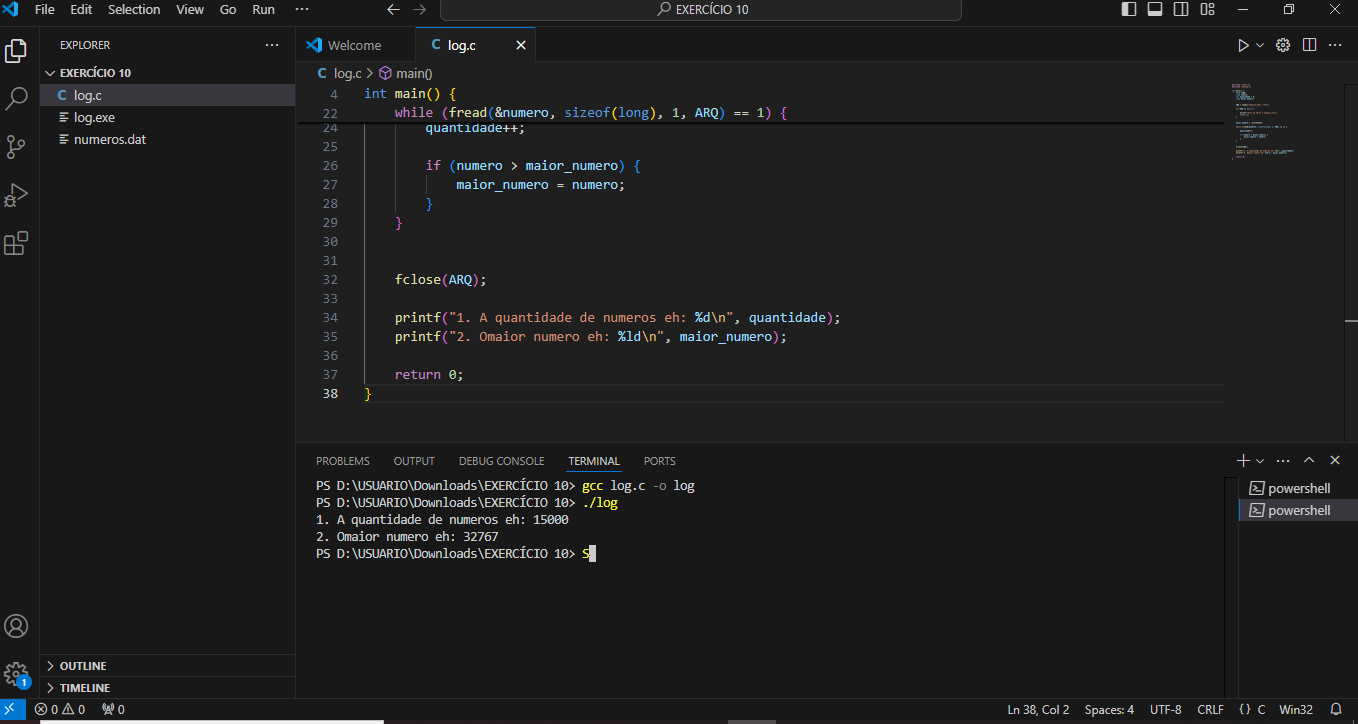 File Edit Selection View Go Run ··· EXERCÍCIO 10
EXPLORER ···
EXERCÍCIO 10
C log.c
log.exe
numeros.dat
OUTLINE
TIMELINE
Welcome C log.c
C log.c > main()
4 int main() {
22 while (fread(&numero, sizeof(long), 1, ARQ) == 1) {
24 quantidade++;
25
26 if (numero > maior_numero) {
27 maior_numero = numero;
28 }
29 }
30
31
32 fclose(ARQ);
33
34 printf("1. A quantidade de numeros eh: %d\n", quantidade);
35 printf("2. Omaior numero eh: %ld\n", maior_numero);
36
37 return 0;
38 }
PROBLEMS OUTPUT DEBUG CONSOLE TERMINAL PORTS
PS D:\USUARIO\Downloads\EXERCÍCIO 10> gcc log.c -o log
PS D:\USUARIO\Downloads\EXERCÍCIO 10> ./log
1. A quantidade de numeros eh: 15000
2. Omaior numero eh: 32767
PS D:\USUARIO\Downloads\EXERCÍCIO 10> S
powershell
powershell
1
0 0 0 Ln 38, Col 2 Spaces: 4 UTF-8 CRLF {} C Win32